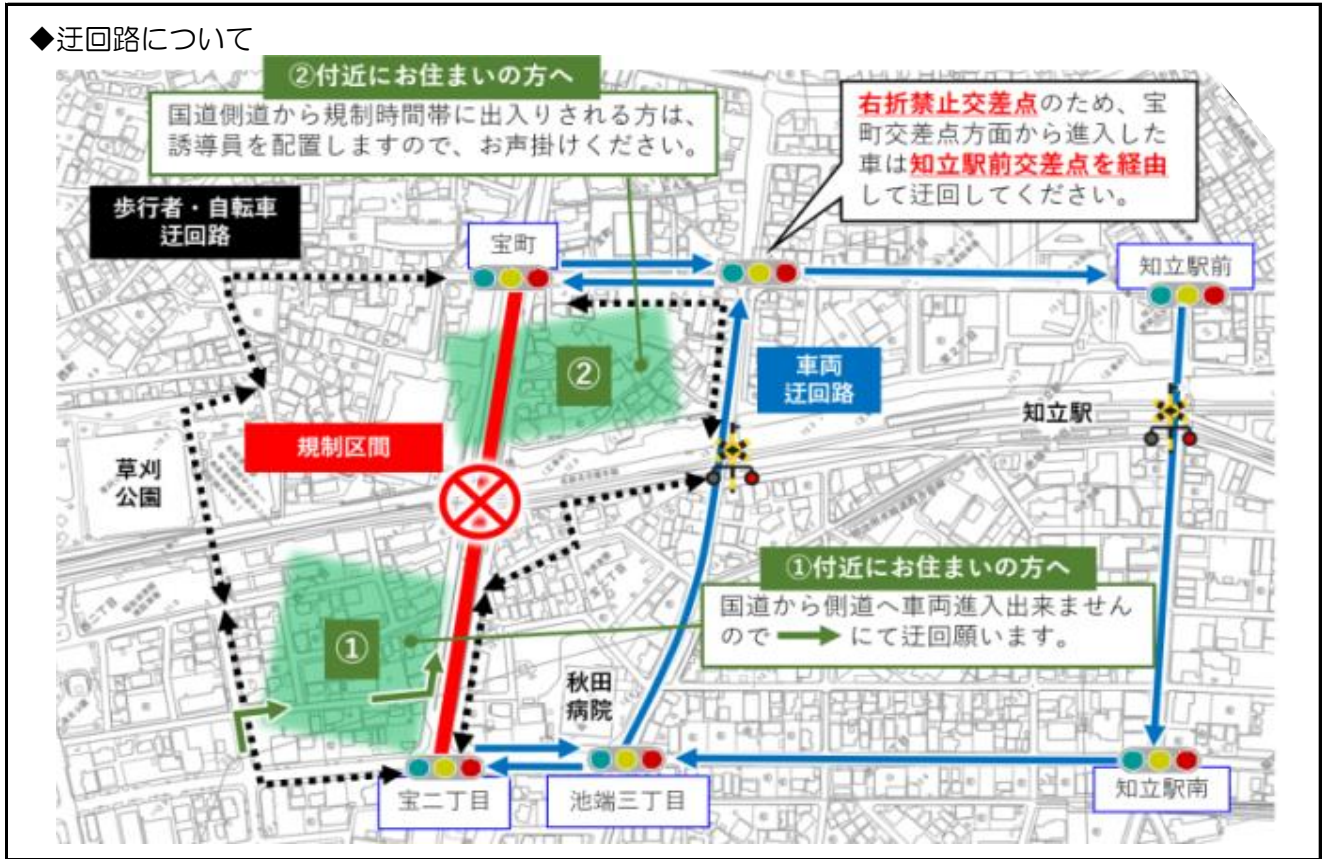 ◆迂回路について
②付近にお住まいの方へ
国道側道から規制時間帯に出入りされる方は、
誘導員を配置しますので、お声掛けください。
右折禁止交差点のため、宝
町交差点方面から進入した
車は知立駅前交差点を経由
して迂回してください。
歩行者・自転車
迂回路
宝町
知立駅前
②
車両
迂回路
知立駅
規制区間
草刈
公園
①付近にお住まいの方へ
国道から側道へ車両進入出来ません
ので→にて迂回願います。
①
秋田
病院
宝二丁目
池端三丁目
知立駅南